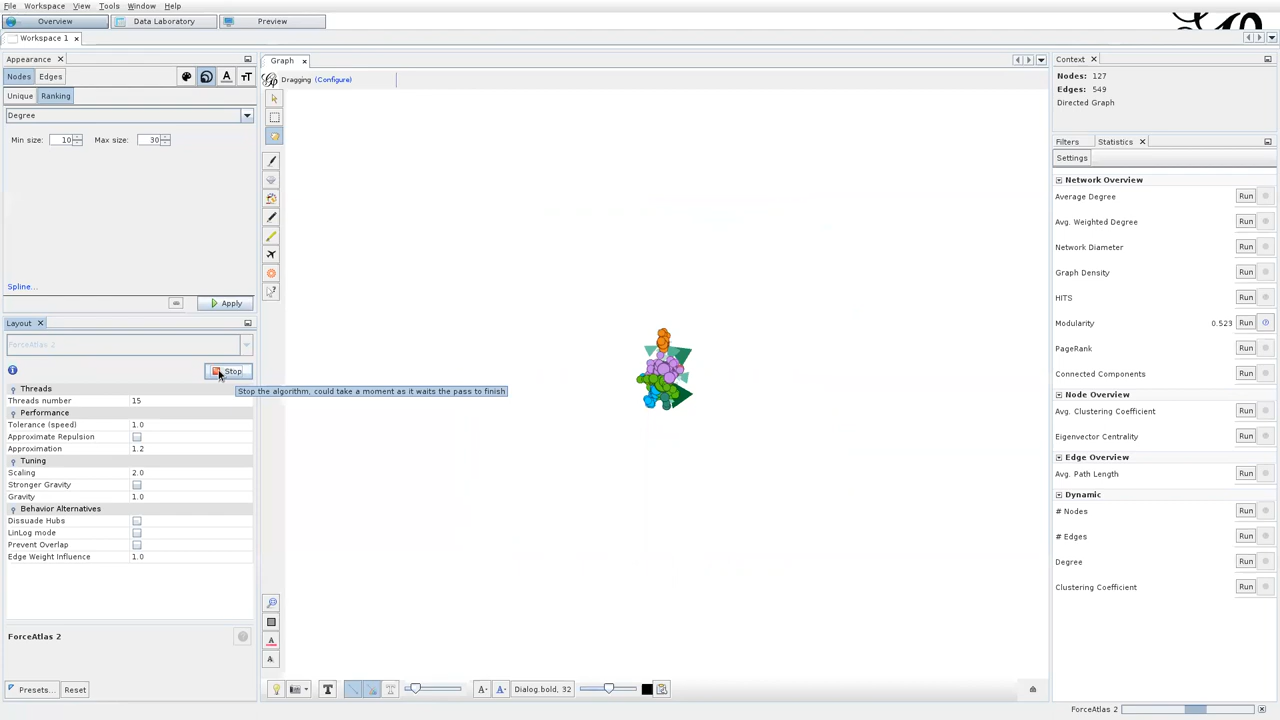 File Workspace View Tools Window Help
Overview Data Laboratory Preview
Workspace 1
Appearance
Nodes Edges
Unique Ranking
Degree
Min size: 10 Max size: 30
Spline...
Apply
Layout
ForceAtlas 2
Stop
Stop the algorithm, could take a moment as it waits the pass to finish
Threads
Threads number 15
Performance
Tolerance (speed) 1.0
Approximate Repulsion
Approximation 1.2
Tuning
Scaling 2.0
Stronger Gravity
Gravity 1.0
Behavior Alternatives
Dissuade Hubs
LinLog mode
Prevent Overlap
Edge Weight Influence 1.0
ForceAtlas 2
Presets... Reset
Graph
Dragging (Configure)
Dialog.bold, 32
Context
Nodes: 127
Edges: 549
Directed Graph
Filters Statistics
Settings
Network Overview
Average Degree Run
Avg. Weighted Degree Run
Network Diameter Run
Graph Density Run
HITS Run
Modularity 0.523 Run
PageRank Run
Connected Components Run
Node Overview
Avg. Clustering Coefficient Run
Eigenvector Centrality Run
Edge Overview
Avg. Path Length Run
Dynamic
# Nodes Run
# Edges Run
Degree Run
Clustering Coefficient Run
ForceAtlas 2